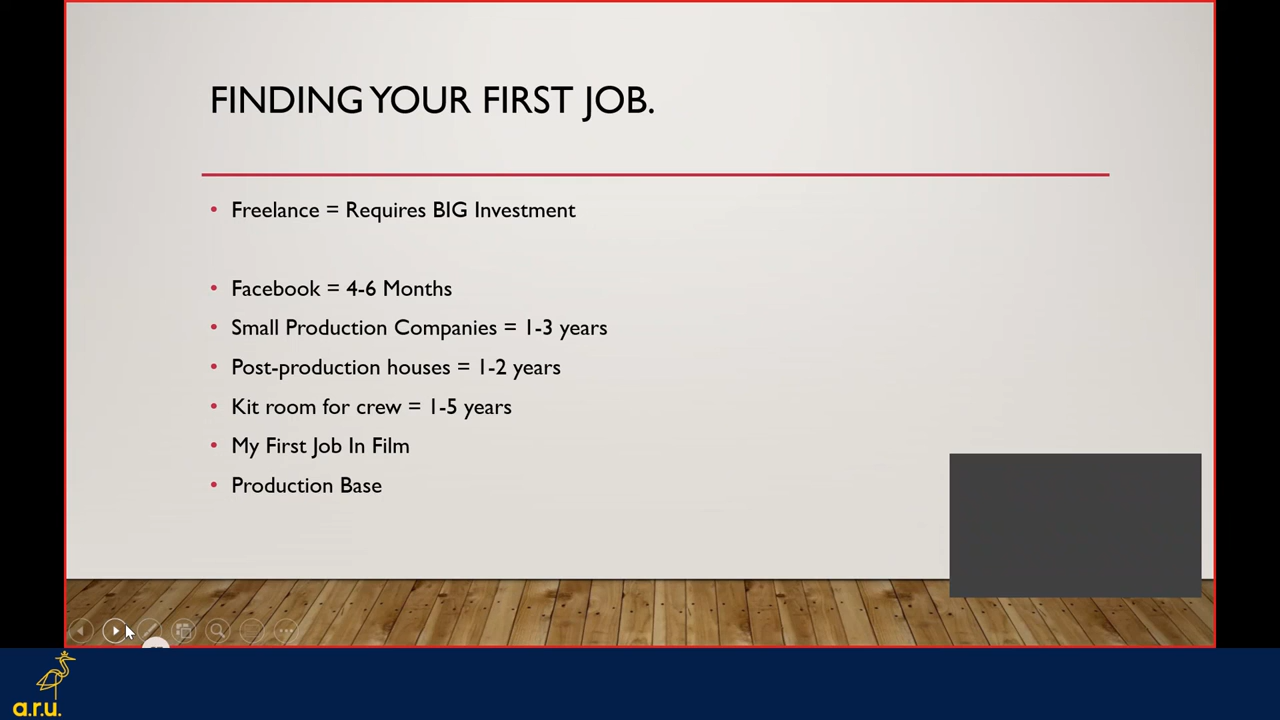 FINDING YOUR FIRST JOB.
• Freelance = Requires BIG Investment
• Facebook = 4-6 Months
• Small Production Companies = 1-3 years
• Post-production houses = 1-2 years
• Kit room for crew = 1-5 years
• My First Job In Film
• Production Base
a.r.u.